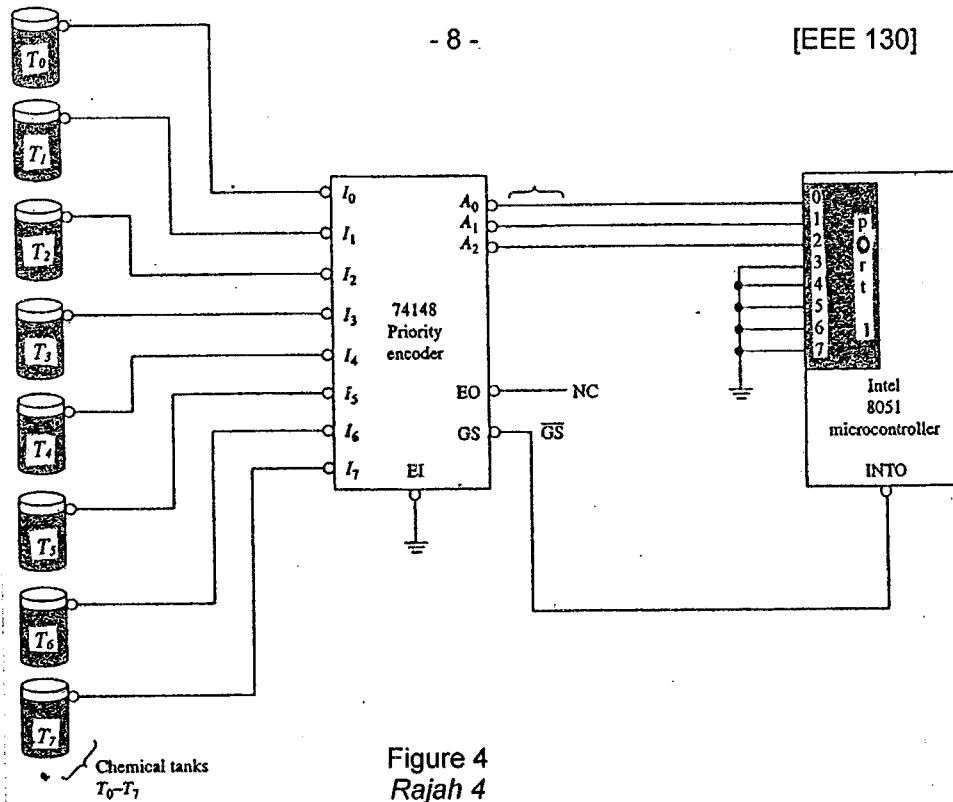 - 8 -
[EEE 130]
T0
T1
T2
T3
T4
T5
T6
T7
I0
I1
I2
I3
I4
I5
I6
I7
74148
Priority
encoder
EI
A0
A1
A2
EO
GS
NC
GS
0
1
2
3
4
5
6
7
port 1
Intel
8051
microcontroller
INTO
Chemical tanks
T0–T7
Figure 4
Rajah 4